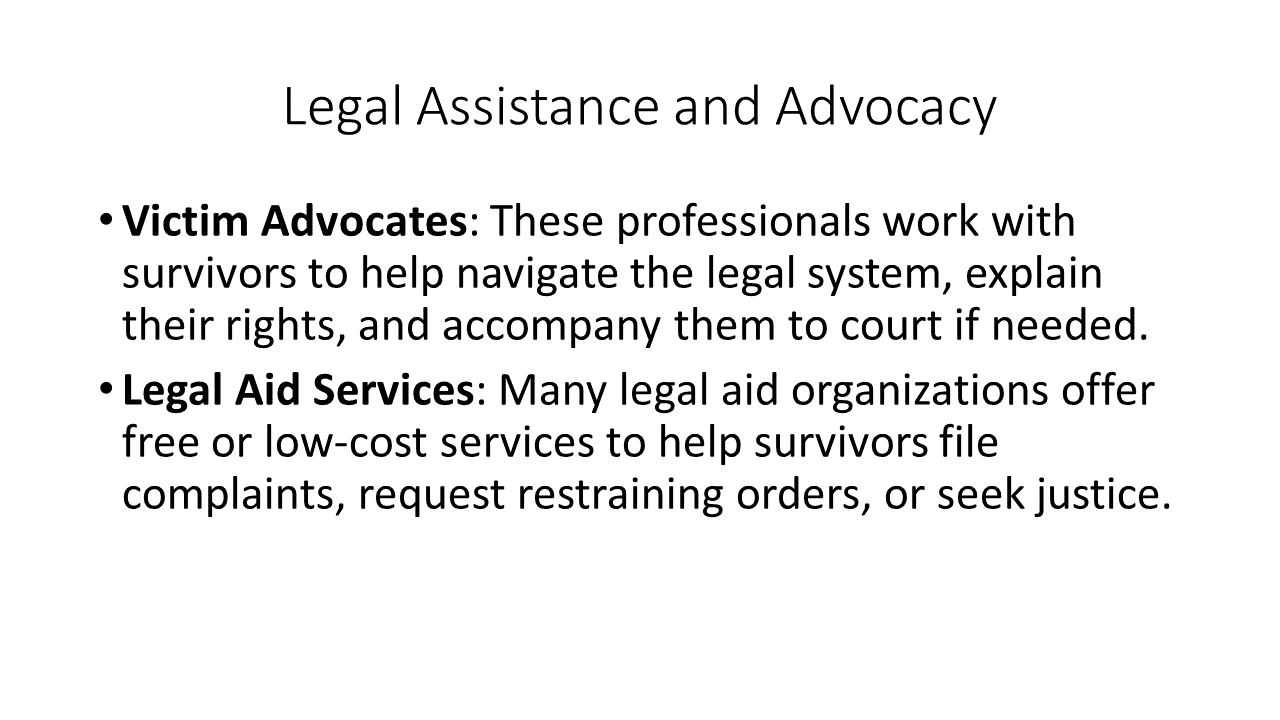 Legal Assistance and Advocacy
• Victim Advocates: These professionals work with
survivors to help navigate the legal system, explain
their rights, and accompany them to court if needed.
• Legal Aid Services: Many legal aid organizations offer
free or low-cost services to help survivors file
complaints, request restraining orders, or seek justice.